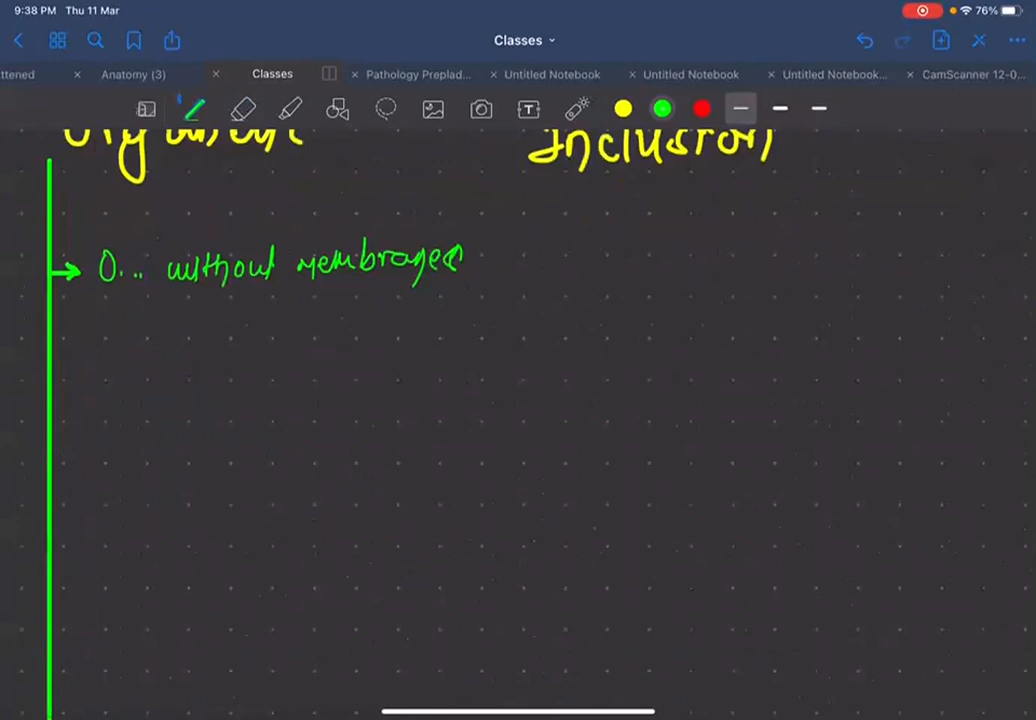 9:38 PM Thu 11 Mar 76%
Classes
ttened Anatomy (3) Classes Pathology Preplad... Untitled Notebook Untitled Notebook Untitled Notebook... CamScanner 12-0...
Inclusion
O... without